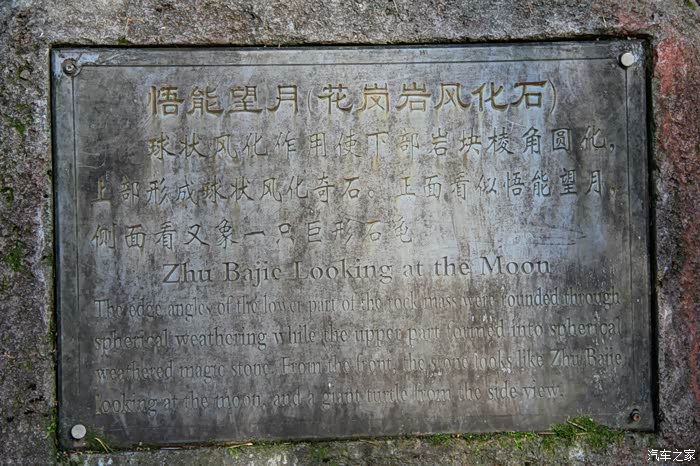 悟能望月(花岗岩风化石)
球状风化作用使下部岩块棱角圆化,
上部形成球状风化奇石。正面看似悟能望月,
侧面看又象一只巨形石龟
Zhu Bajie Looking at the Moon
The edge angles of the lower part of the rock mass were rounded through
spherical weathering while the upper part formed into spherical
weathered magic stone. From the front, the stone looks like Zhu Bajie
looking at the moon, and a giant turtle from the side-view.
汽车之家